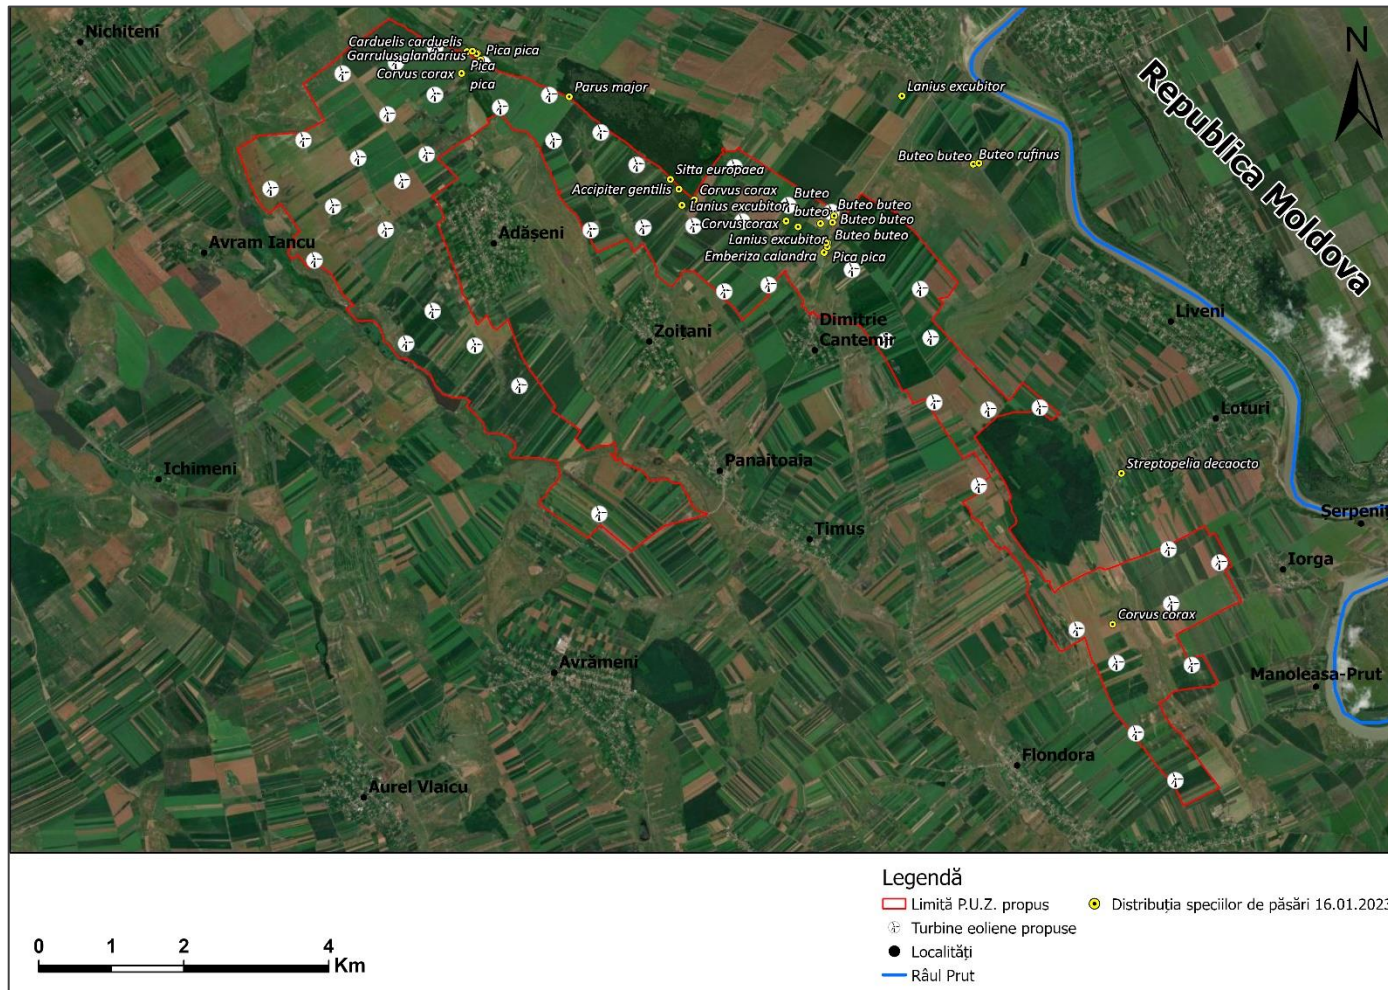 Nichiteni
Carduelis carduelis
Pica pica
Garrulus glandarius
Pica
pica
Corvus corax
Parus major
Lanius excubitor
N
Republica Moldova
Buteo buteo
Buteo rufinus
Sitta europaea
Accipiter gentilis
Corvus corax
Buteo
buteo
Lanius excubitor
Buteo buteo
Corvus corax
Buteo buteo
Lanius excubitor
Buteo buteo
Emberiza calandra
Pica pica
Avram Iancu
Adășeni
Zoițani
Dimitrie
Cantemir
Liveni
Loturi
Ichimeni
Panaitoaia
Streptopelia decaocto
Timuș
Șerpeniț
Iorga
Corvus corax
Avrămeni
Manoleasa-Prut
Flondora
Aurel Vlaicu
Legendă
Limită P.U.Z. propus
Distribuția speciilor de păsări 16.01.2023
Turbine eoliene propuse
Localități
Râul Prut
0 1 2 4
Km